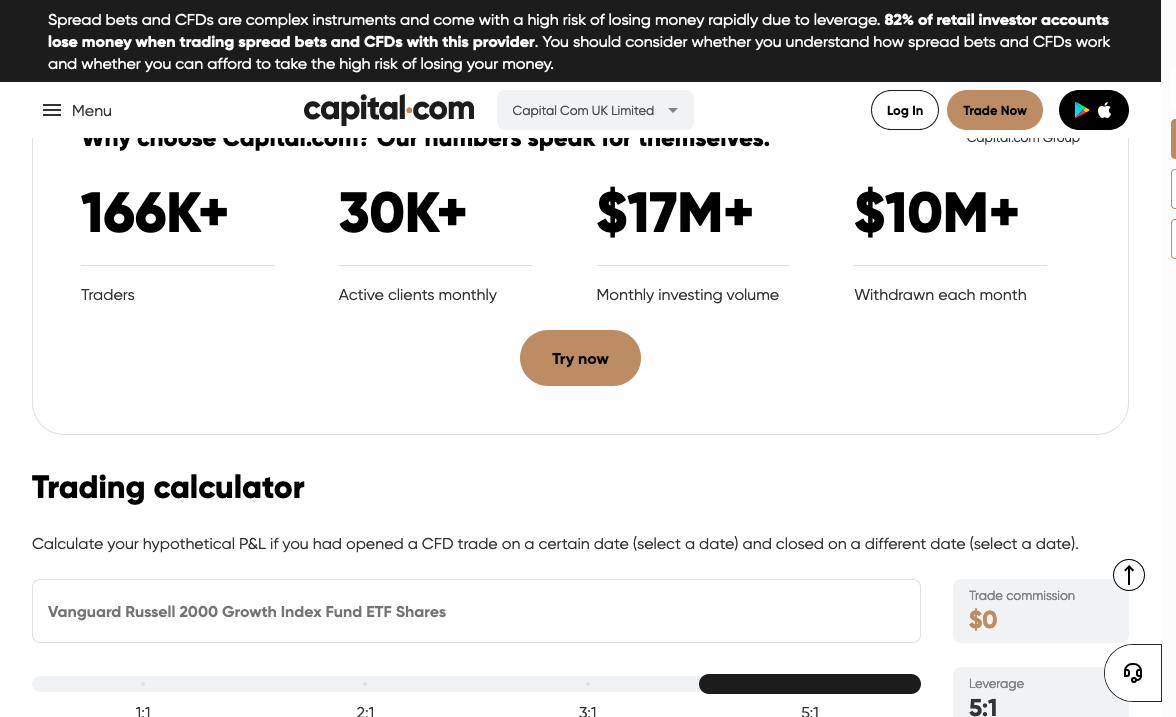 Spread bets and CFDs are complex instruments and come with a high risk of losing money rapidly due to leverage. 82% of retail investor accounts
lose money when trading spread bets and CFDs with this provider. You should consider whether you understand how spread bets and CFDs work
and whether you can afford to take the high risk of losing your money.
Menu
capital.com
Capital Com UK Limited
Log In
Trade Now
Why choose Capital.com? Our numbers speak for themselves.
Capital.com Group
166K+
30K+
$17M+
$10M+
Traders
Active clients monthly
Monthly investing volume
Withdrawn each month
Try now
Trading calculator
Calculate your hypothetical P&L if you had opened a CFD trade on a certain date (select a date) and closed on a different date (select a date).
Vanguard Russell 2000 Growth Index Fund ETF Shares
Trade commission
$0
Leverage
5:1
1:1
2:1
3:1
5:1